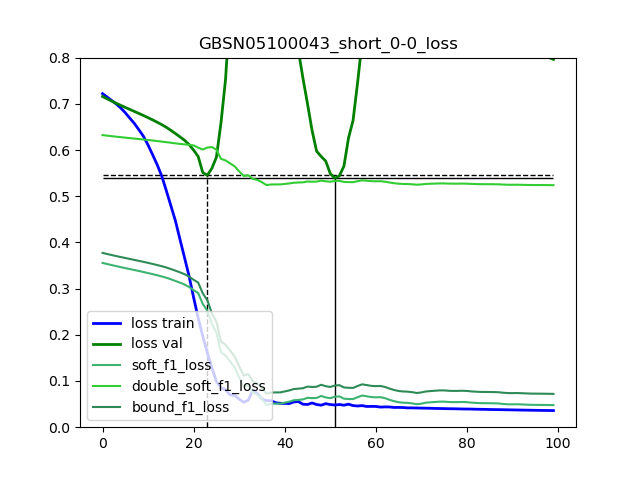 GBSN05100043_short_0-0_loss
0.8
0.7
0.6
0.5
0.4
0.3
0.2
0.1
0.0
loss train
loss val
soft_f1_loss
double_soft_f1_loss
bound_f1_loss
0 20 40 60 80 100